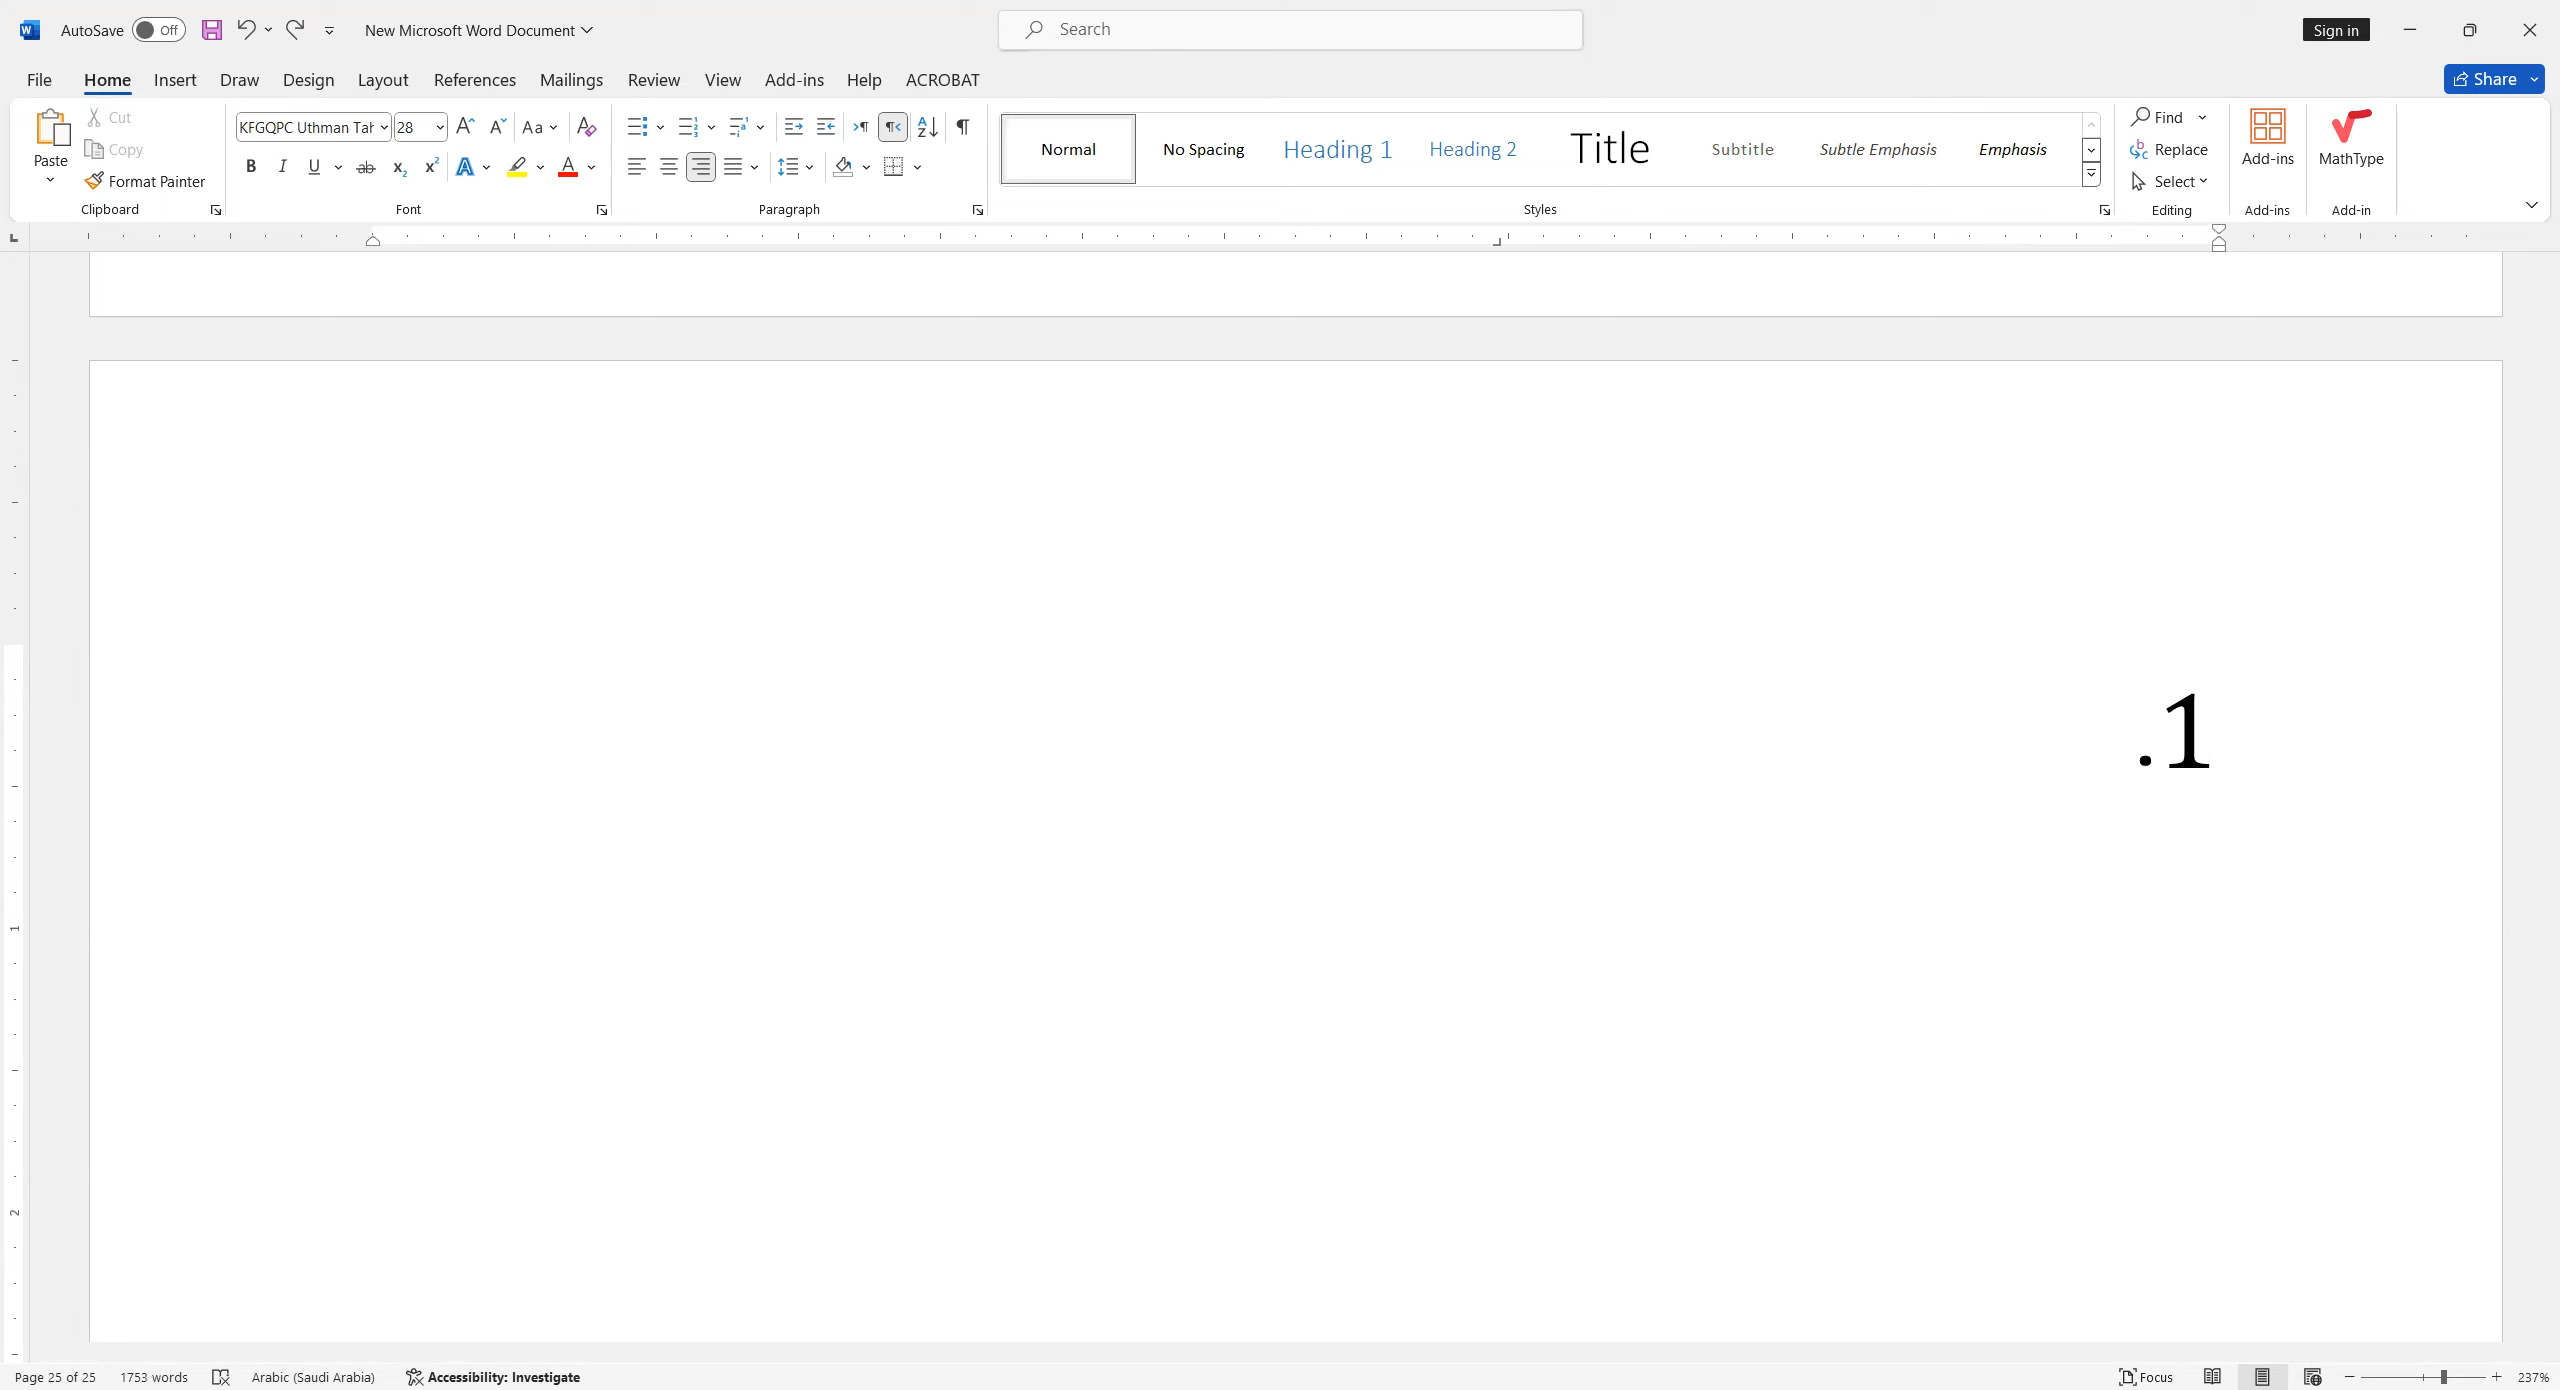 AutoSave Off New Microsoft Word Document Search Sign in
File Home Insert Draw Design Layout References Mailings Review View Add-ins Help ACROBAT Share
Paste
Cut
Copy
Format Painter
Clipboard
KFGQPC Uthman Tah 28
Font
Paragraph
Normal No Spacing Heading 1 Heading 2 Title Subtitle Subtle Emphasis Emphasis
Styles
Find
Replace
Select
Editing
Add-ins
Add-ins
MathType
Add-in
.1
1
2
Page 25 of 25 1753 words Arabic (Saudi Arabia) Accessibility: Investigate Focus 237%